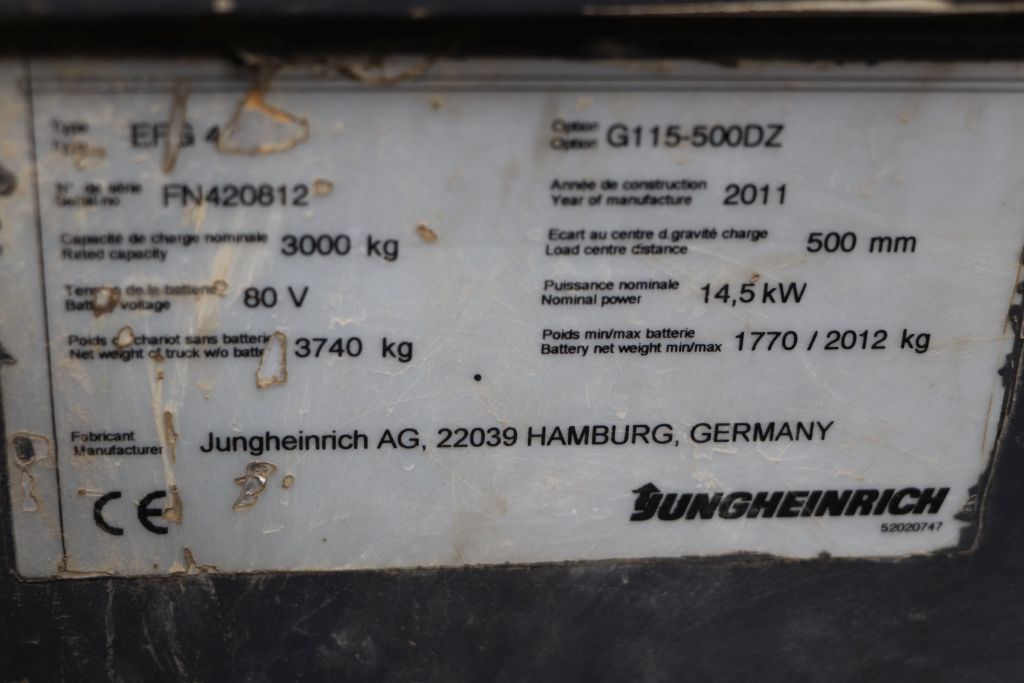 Type EFG 4 Option G115-500DZ
Type Option
N° de série FN420812 Année de construction 2011
Serial-no. Year of manufacture
Capacité de charge nominale 3000 kg Ecart au centre d.gravité charge 500 mm
Rated capacity Load centre distance
Tension de la batterie 80 V Puissance nominale 14,5 kW
Battery voltage Nominal power
Poids chariot sans batterie 3740 kg Poids min/max batterie 1770 / 2012 kg
Net weight of truck w/o batte Battery net weight min/max
Fabricant Jungheinrich AG, 22039 HAMBURG, GERMANY
Manufacturer
CE JUNGHEINRICH
52020747